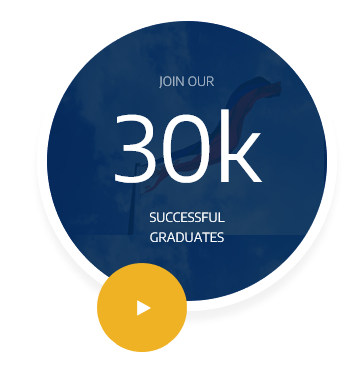 JOIN OUR
30k
SUCCESSFUL
GRADUATES